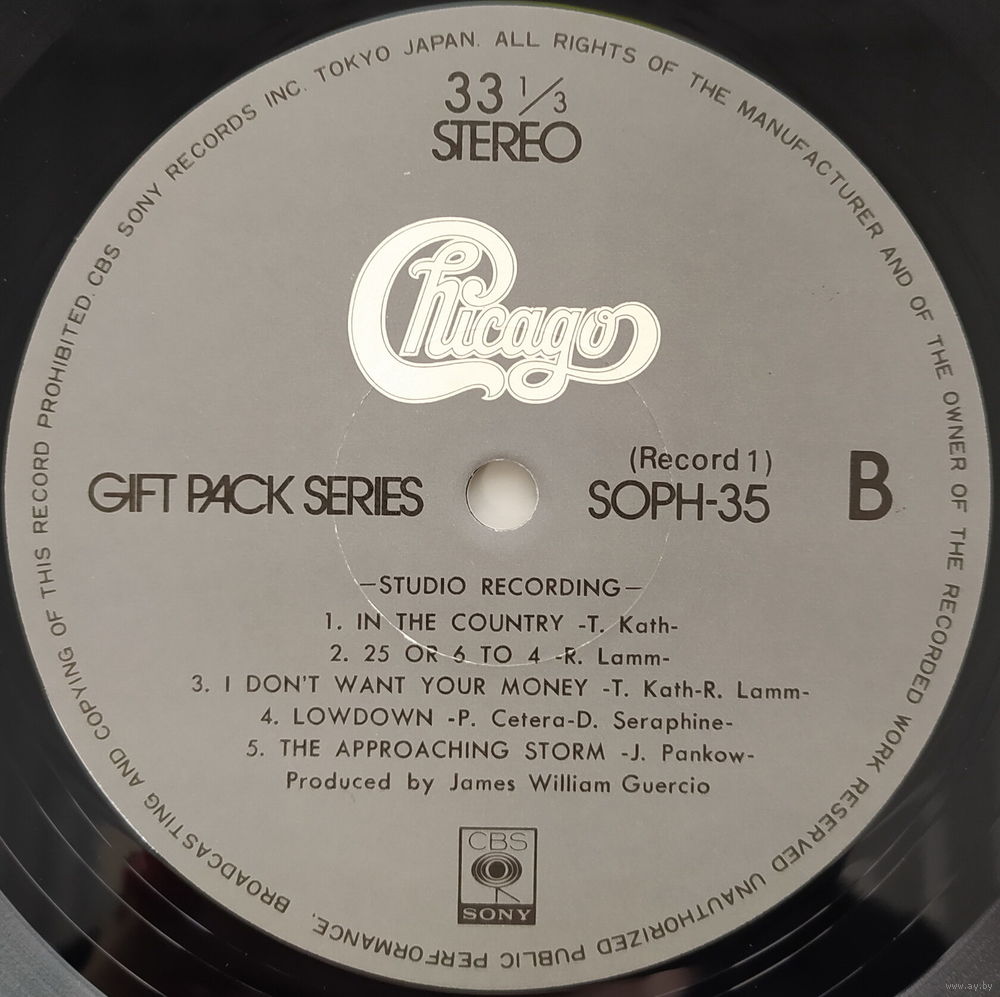 CBS SONY RECORDS INC. TOKYO JAPAN. ALL RIGHTS OF THE MANUFACTURER AND OF THE OWNER OF THE RECORDED WORK RESERVED UNAUTHORIZED PUBLIC PERFORMANCE. BROADCASTING AND COPYING OF THIS RECORD PROHIBITED.
33 1/3
STEREO
Chicago
GIFT PACK SERIES
(Record 1)
SOPH-35
B
-STUDIO RECORDING-
1. IN THE COUNTRY -T. Kath-
2. 25 OR 6 TO 4 -R. Lamm-
3. I DON'T WANT YOUR MONEY -T. Kath-R. Lamm-
4. LOWDOWN -P. Cetera-D. Seraphine-
5. THE APPROACHING STORM -J. Pankow-
Produced by James William Guercio
CBS
SONY
www.ay.by